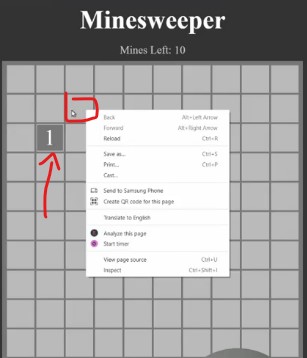 Minesweeper
Mines Left: 10
1
Back Alt+Left Arrow
Forward Alt+Right Arrow
Reload Ctrl+R
Save as... Ctrl+S
Print... Ctrl+P
Cast...
Send to Samsung Phone
Create QR code for this page
Translate to English
Analyze this page
Start timer
View page source Ctrl+U
Inspect Ctrl+Shift+I